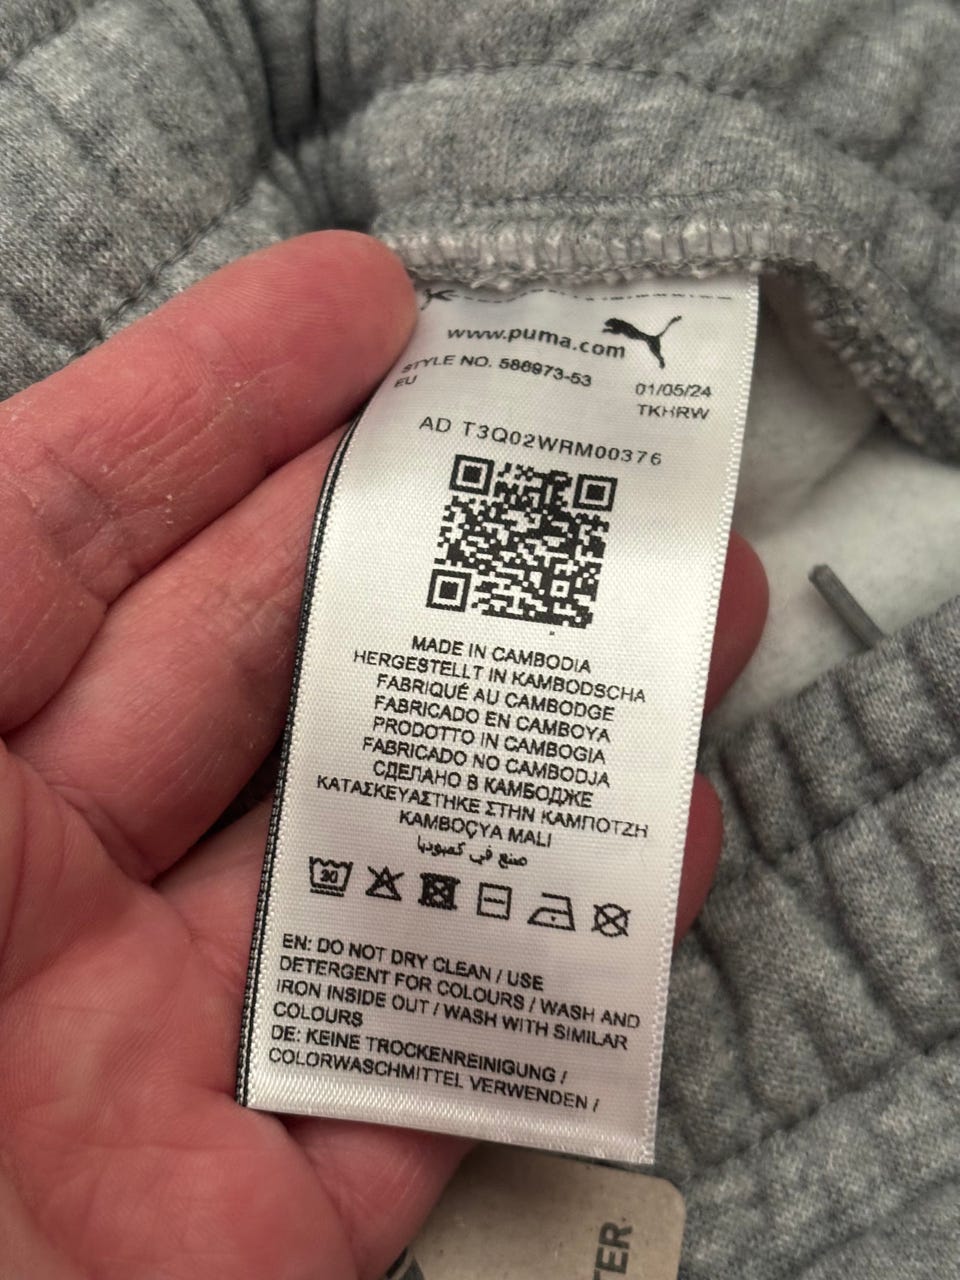 www.puma.com
STYLE NO. 586973-53
01/05/24
EU
TKHRW
AD T3Q02WRM00376
MADE IN CAMBODIA
HERGESTELLT IN KAMBODSCHA
FABRIQUÉ AU CAMBODGE
FABRICADO EN CAMBOYA
PRODOTTO IN CAMBOGIA
FABRICADO NO CAMBODJA
СДЕЛАНО В КАМБОДЖЕ
ΚΑΤΑΣΚΕΥΑΣΤΗΚΕ ΣΤΗΝ ΚΑΜΠΟΤΖΗ
KAMBOÇYA MALI
صنع في كمبوديا
30
EN: DO NOT DRY CLEAN / USE
DETERGENT FOR COLOURS / WASH AND
IRON INSIDE OUT / WASH WITH SIMILAR
COLOURS
DE: KEINE TROCKENREINIGUNG /
COLORWASCHMITTEL VERWENDEN /
TER